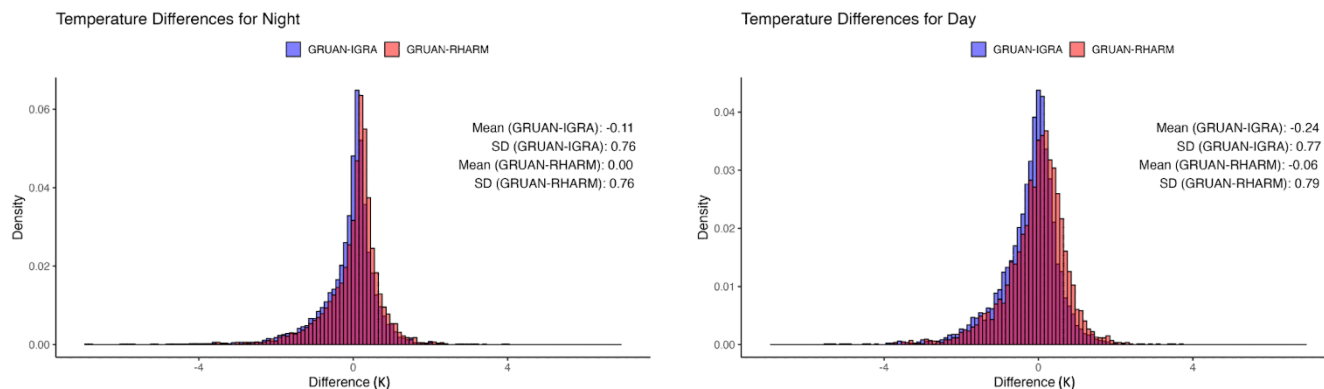 Temperature Differences for Night
GRUAN-IGRA GRUAN-RHARM
0.06
0.04
0.02
0.00
Density
Mean (GRUAN-IGRA): -0.11
SD (GRUAN-IGRA): 0.76
Mean (GRUAN-RHARM): 0.00
SD (GRUAN-RHARM): 0.76
-4 0 4
Difference (K)
Temperature Differences for Day
GRUAN-IGRA GRUAN-RHARM
0.04
0.03
0.02
0.01
0.00
Density
Mean (GRUAN-IGRA): -0.24
SD (GRUAN-IGRA): 0.77
Mean (GRUAN-RHARM): -0.06
SD (GRUAN-RHARM): 0.79
-4 0 4
Difference (K)